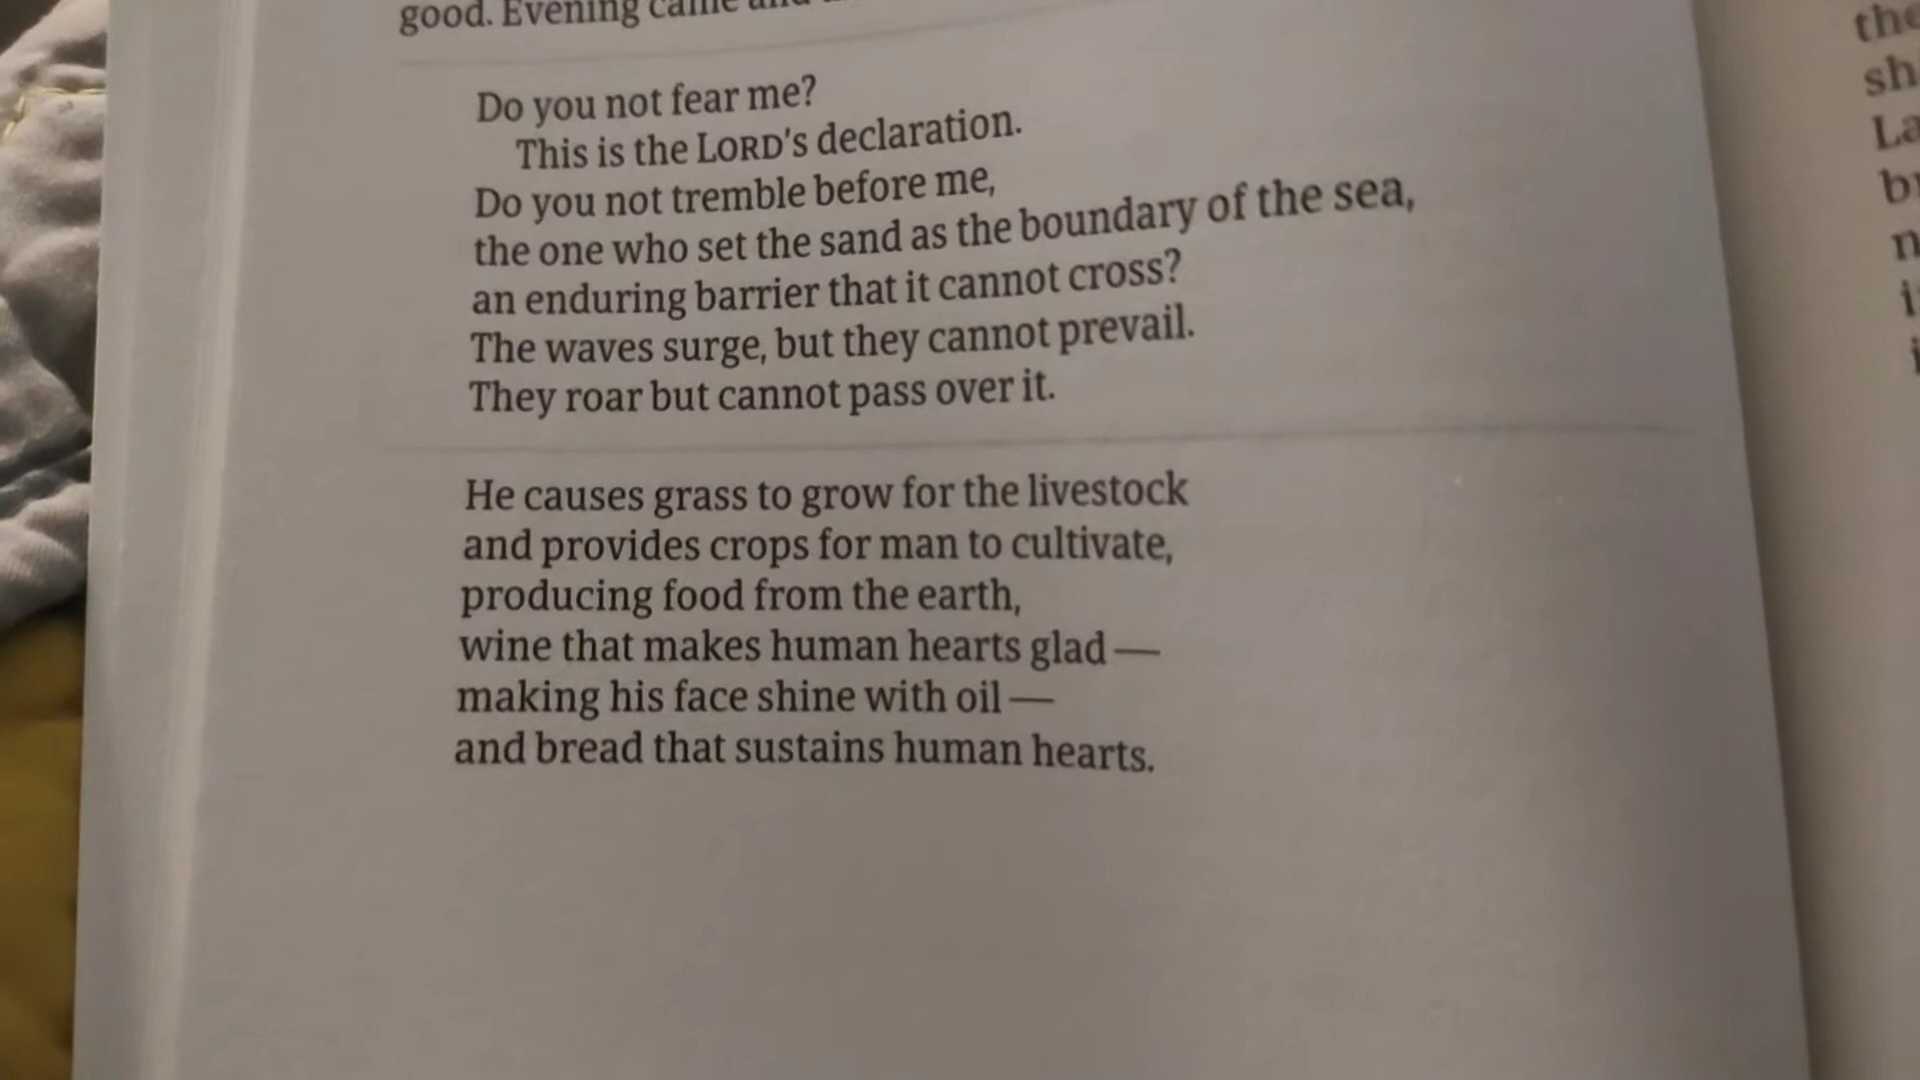 good. Evening came and
Do you not fear me?
This is the LORD's declaration.
Do you not tremble before me,
the one who set the sand as the boundary of the sea,
an enduring barrier that it cannot cross?
The waves surge, but they cannot prevail.
They roar but cannot pass over it.
He causes grass to grow for the livestock
and provides crops for man to cultivate,
producing food from the earth,
wine that makes human hearts glad —
making his face shine with oil —
and bread that sustains human hearts.